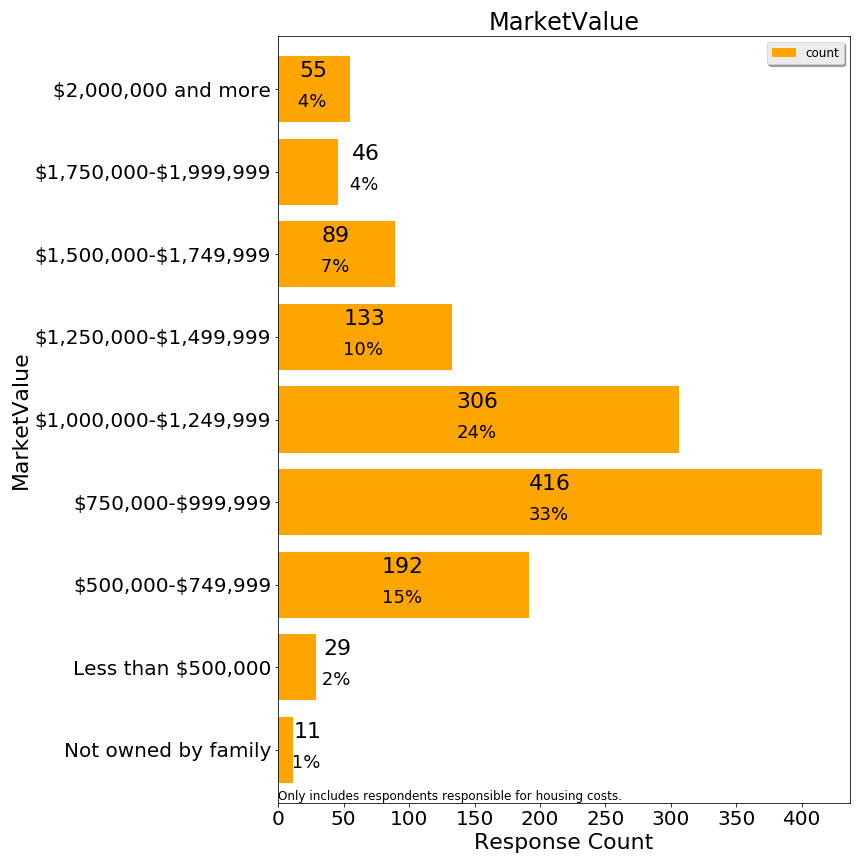 MarketValue
count
$2,000,000 and more
55
4%
$1,750,000-$1,999,999
46
4%
$1,500,000-$1,749,999
89
7%
$1,250,000-$1,499,999
133
10%
$1,000,000-$1,249,999
306
24%
$750,000-$999,999
416
33%
$500,000-$749,999
192
15%
Less than $500,000
29
2%
Not owned by family
11
1%
MarketValue
Only includes respondents responsible for housing costs.
0 50 100 150 200 250 300 350 400
Response Count